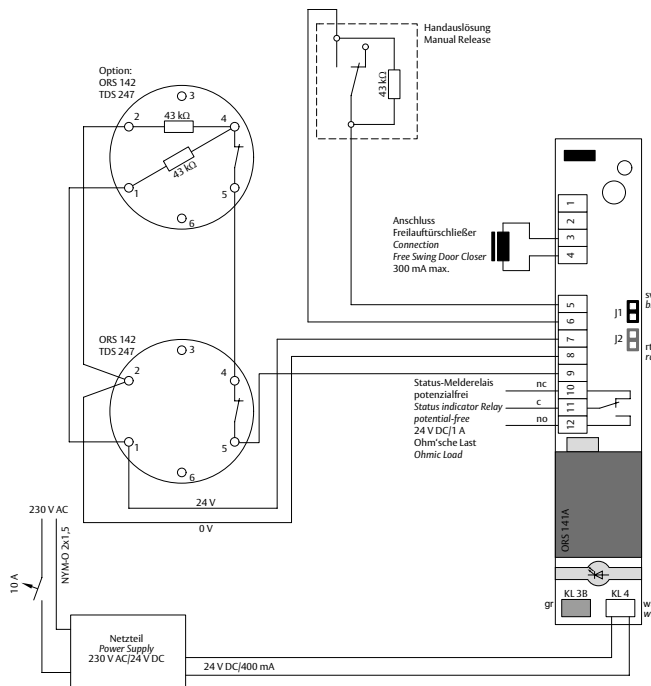 Handauslösung
Manual Release
43 kΩ
Option:
ORS 142
TDS 247
3
2
43 kΩ
4
43 kΩ
1
5
6
1
2
3
4
Anschluss
Freilauftürschließer
Connection
Free Swing Door Closer
300 mA max.
ORS 142
TDS 247
3
2
4
1
5
6
5
6
7
8
9
10
11
12
J1
J2
Status-Melderelais
potenzialfrei
Status indicator Relay
potential-free
24 V DC/1 A
Ohm'sche Last
Ohmic Load
nc
c
no
24 V
0 V
230 V AC
NYM-O 2x1,5
10 A
ORS 141A
gr
KL 3B
KL 4
Netzteil
Power Supply
230 V AC/24 V DC
24 V DC/400 mA